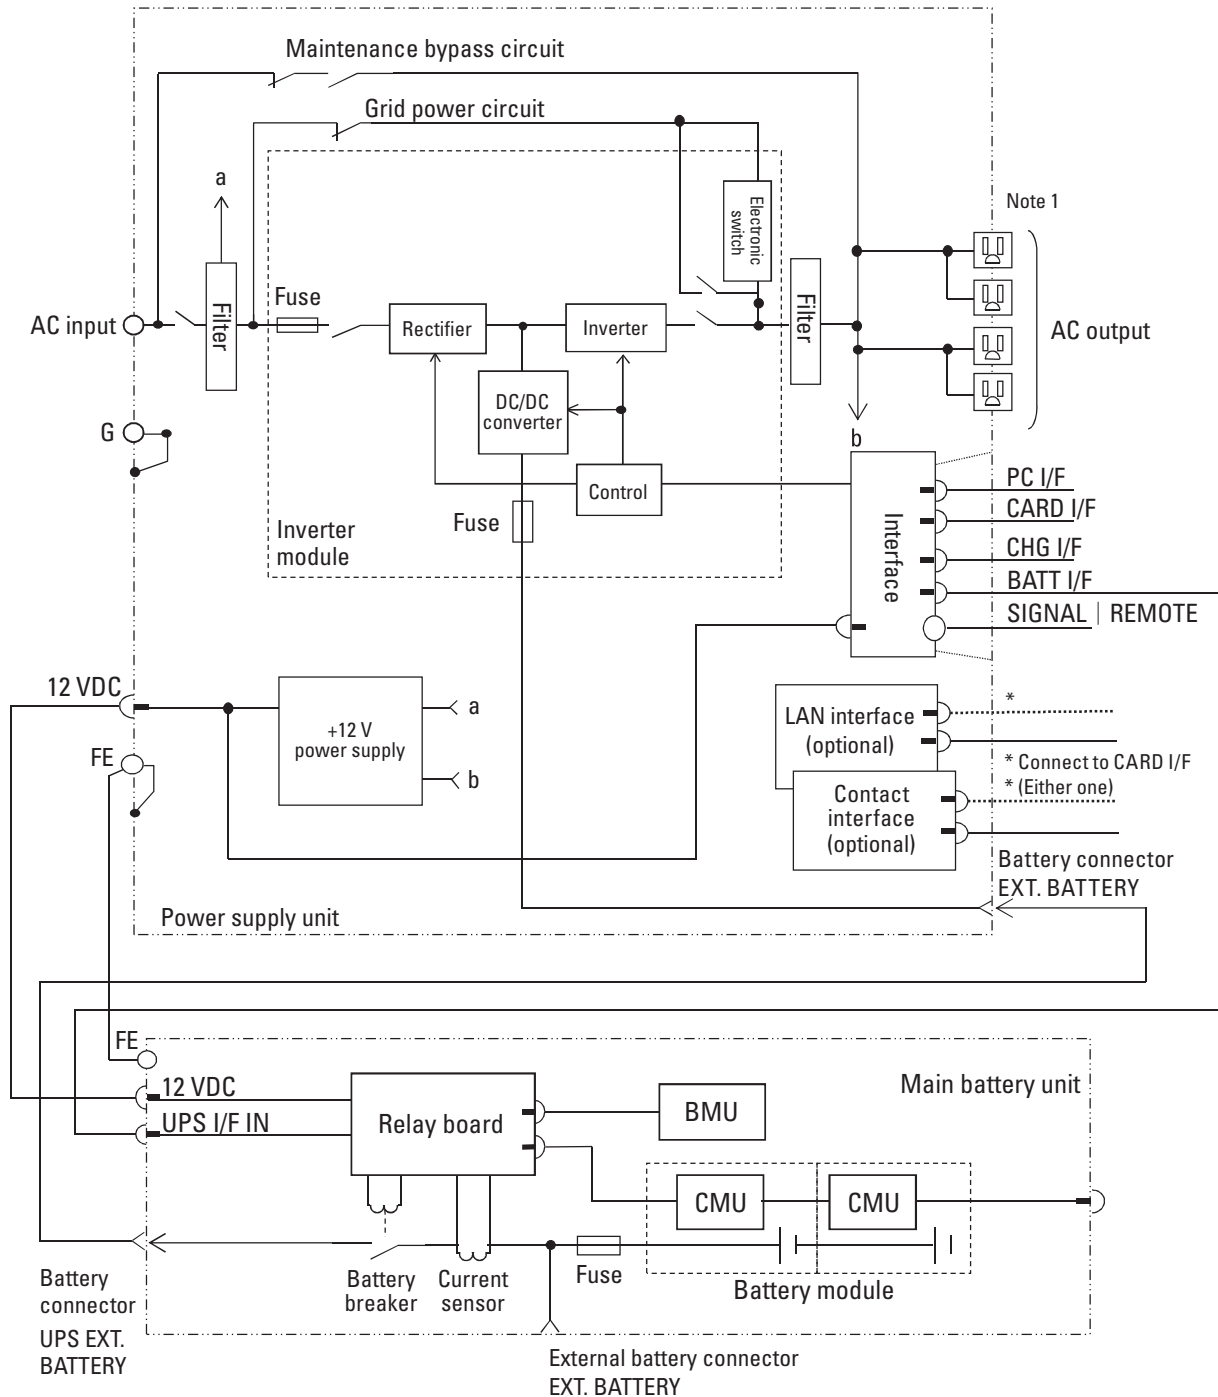 Maintenance bypass circuit
Grid power circuit
a
Note 1
Electronic
switch
Fuse
AC input
Filter
Rectifier
Inverter
Filter
AC output
DC/DC
converter
G
b
Control
Fuse
Inverter
module
Interface
PC I/F
CARD I/F
CHG I/F
BATT I/F
SIGNAL | REMOTE
12 VDC
+12 V
power supply
a
b
LAN interface
(optional)
*
FE
* Connect to CARD I/F
* (Either one)
Contact
interface
(optional)
Battery connector
EXT. BATTERY
Power supply unit
FE
12 VDC
UPS I/F IN
Relay board
BMU
Main battery unit
CMU
CMU
Battery
connector
UPS EXT.
BATTERY
Battery
breaker
Current
sensor
Fuse
Battery module
External battery connector
EXT. BATTERY